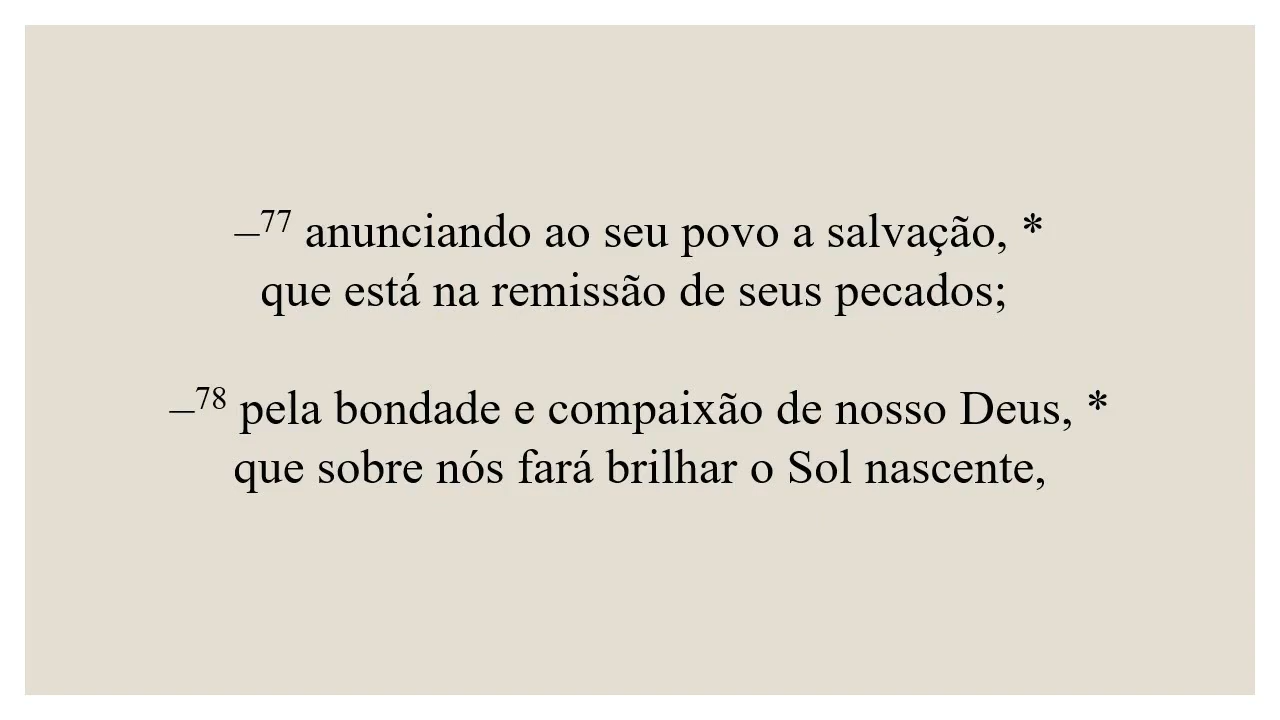 –⁷⁷ anunciando ao seu povo a salvação, *
que está na remissão de seus pecados;
–⁷⁸ pela bondade e compaixão de nosso Deus, *
que sobre nós fará brilhar o Sol nascente,